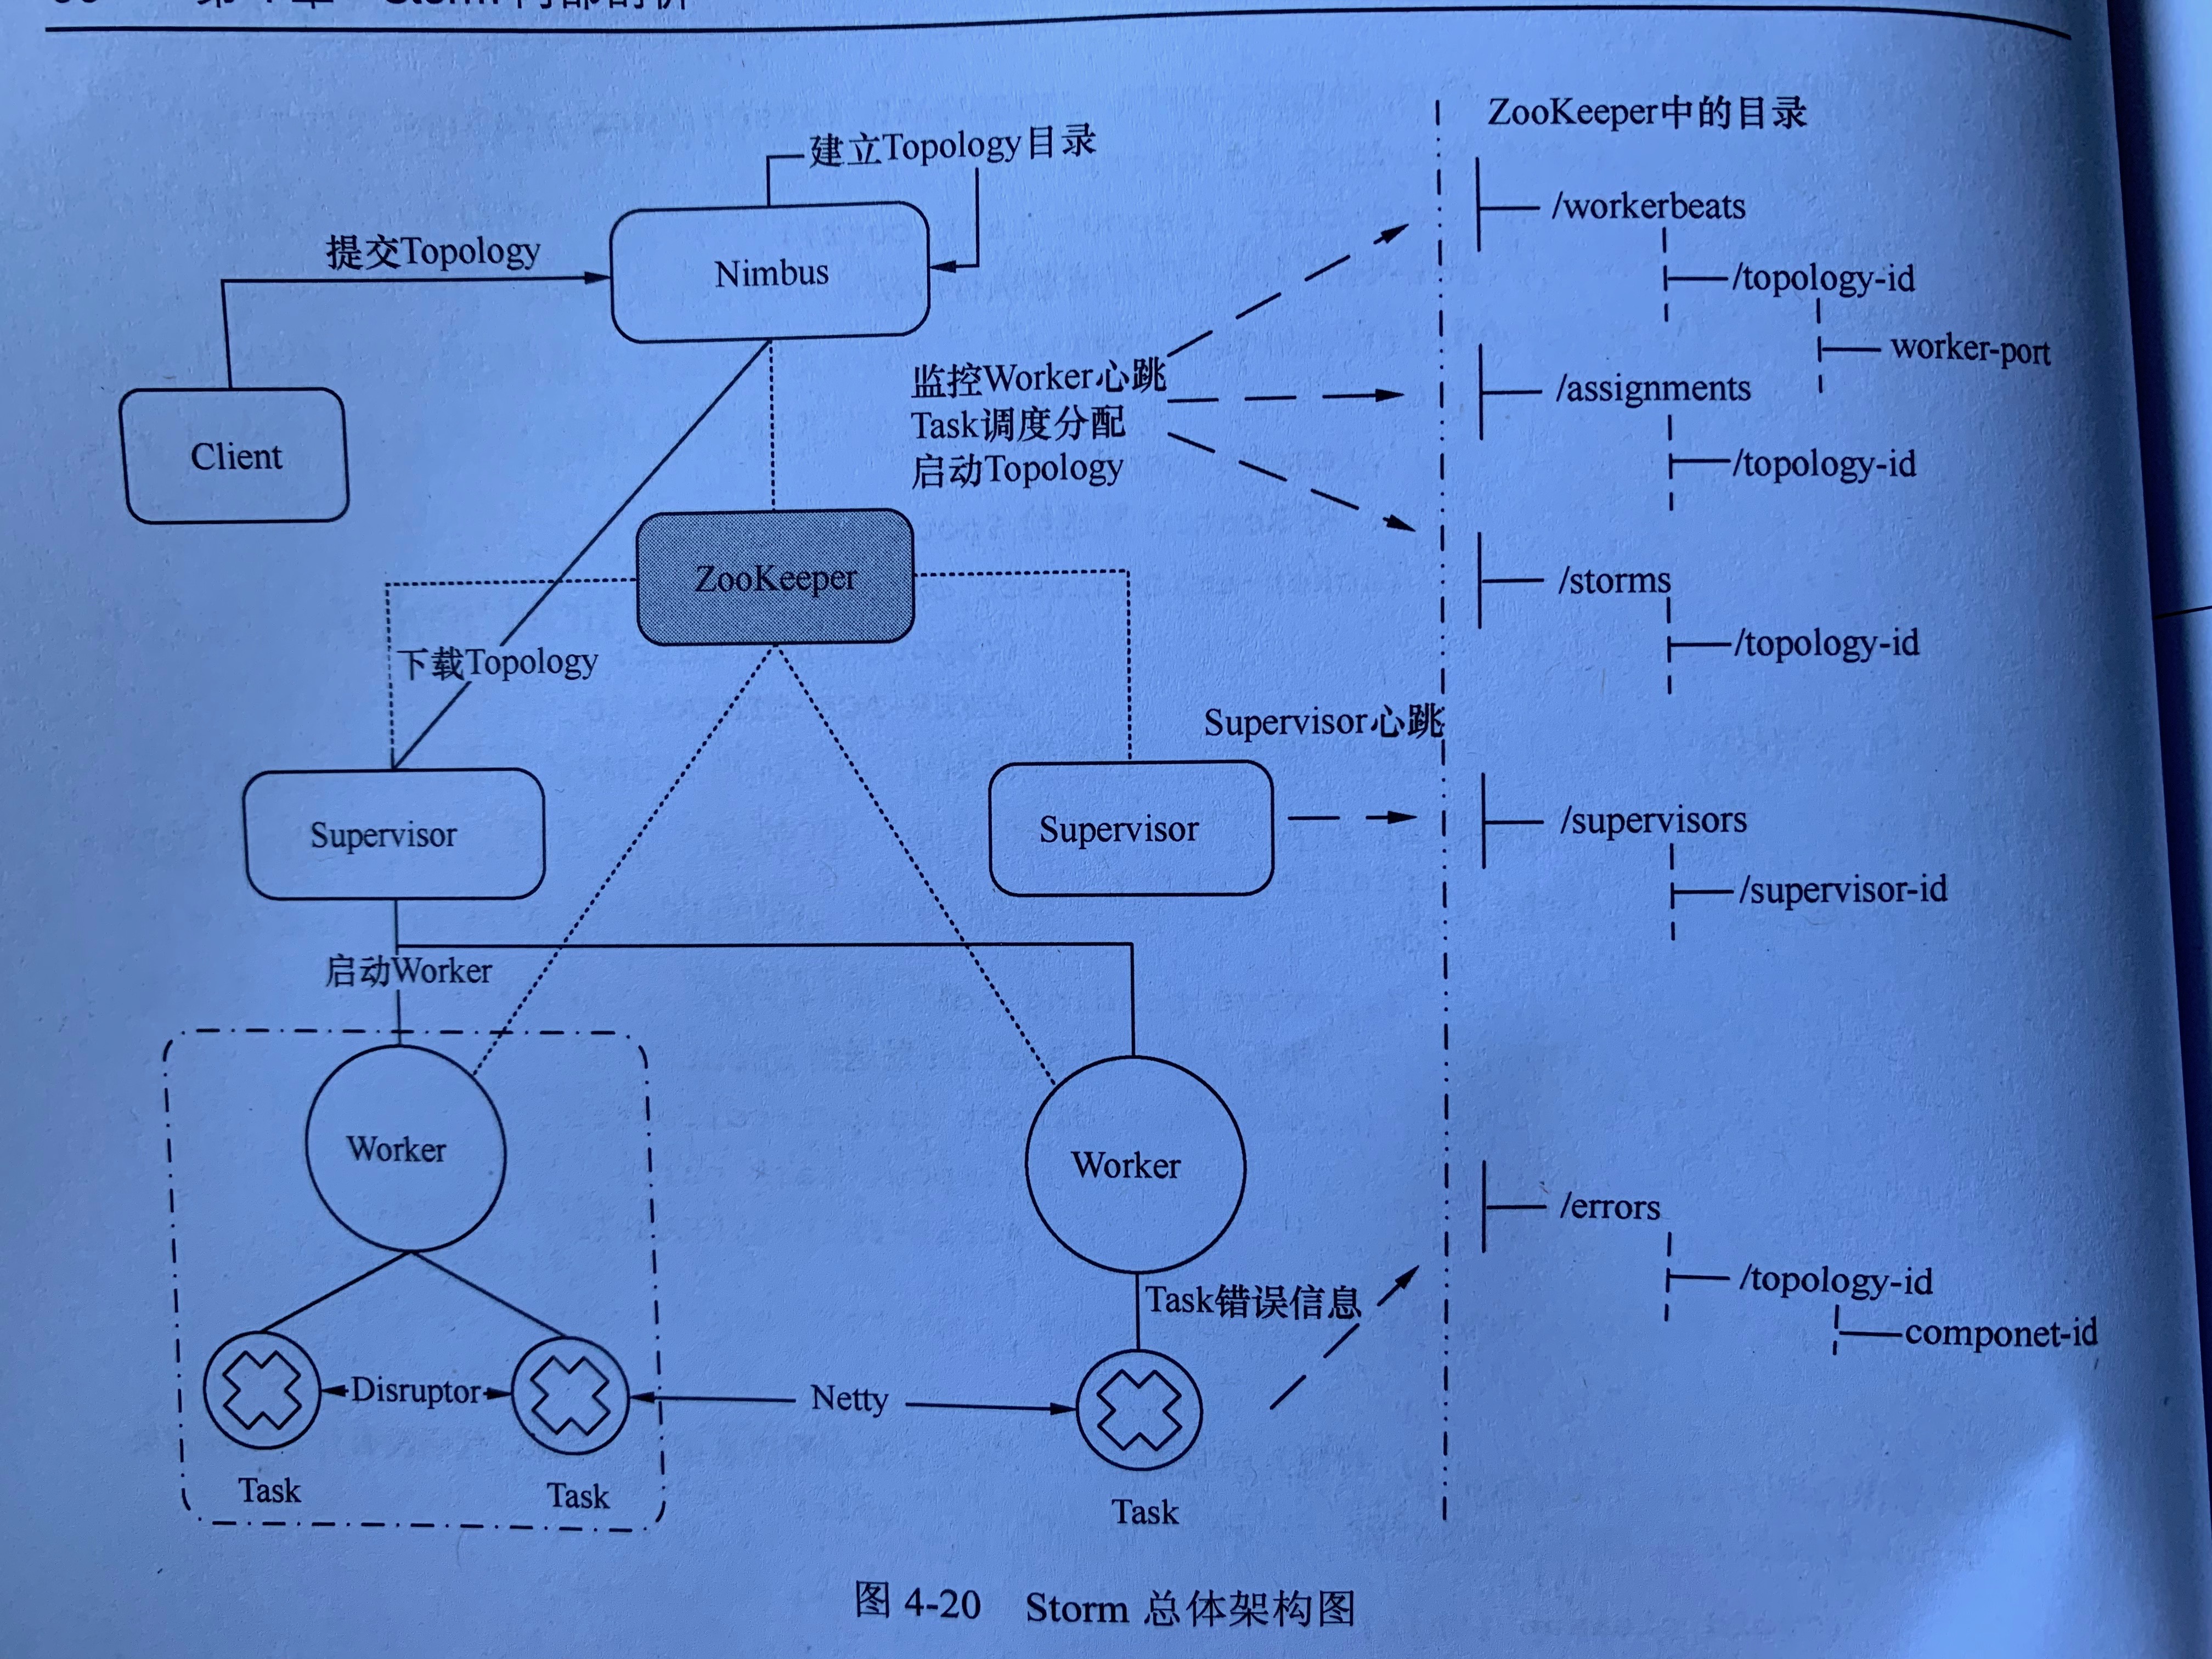 建立Topology目录
提交Topology
Nimbus
Client
监控Worker心跳
Task调度分配
启动Topology
ZooKeeper
下载Topology
Supervisor
Supervisor
Supervisor心跳
启动Worker
Worker
Worker
Task错误信息
Disruptor
Netty
Task
Task
Task
ZooKeeper中的目录
/workerbeats
/topology-id
worker-port
/assignments
/topology-id
/storms
/topology-id
/supervisors
/supervisor-id
/errors
/topology-id
componet-id
图 4-20 Storm 总体架构图